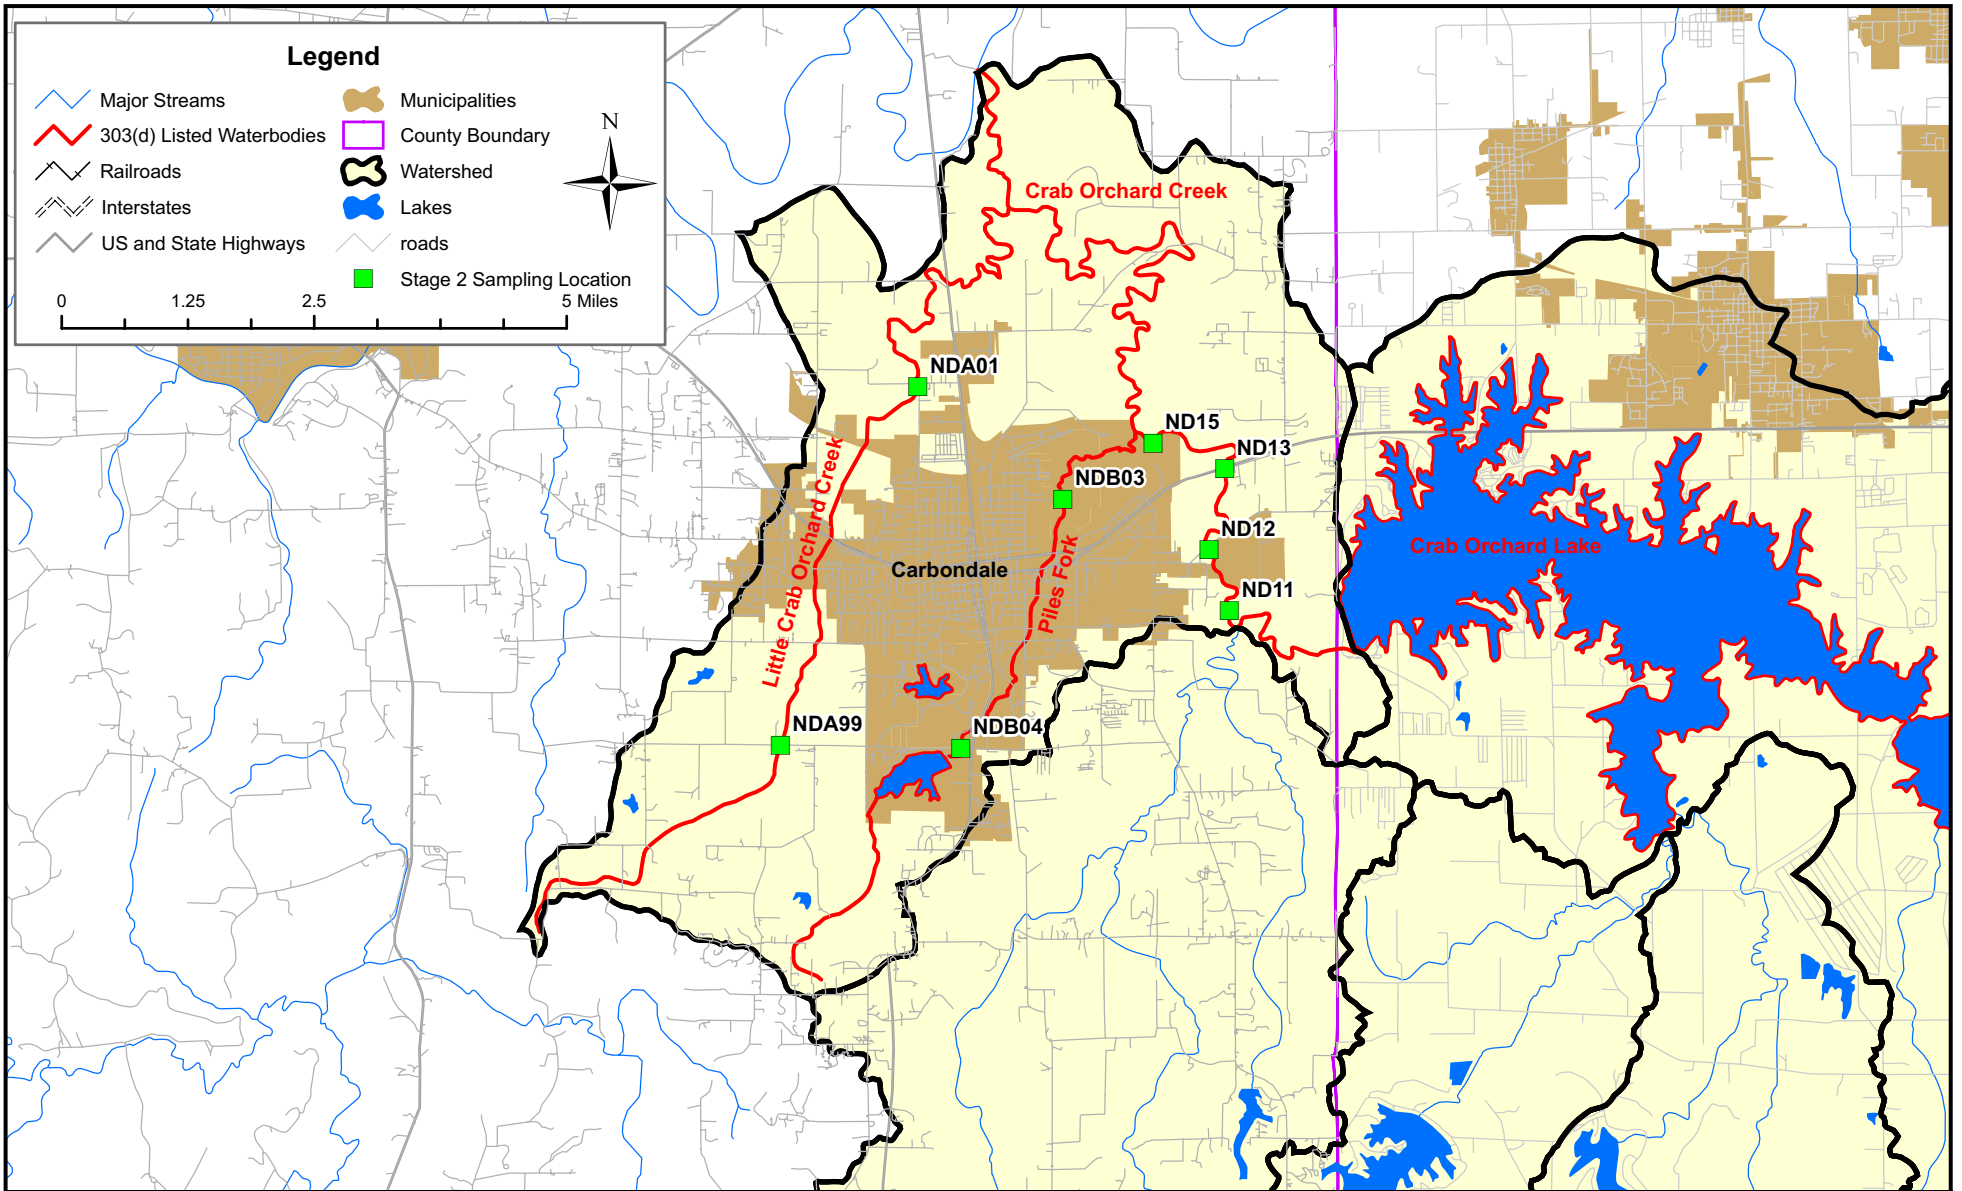 Legend
Major Streams
303(d) Listed Waterbodies
Railroads
Interstates
US and State Highways
Municipalities
County Boundary
Watershed
Lakes
roads
Stage 2 Sampling Location
N
0 1.25 2.5 5 Miles
Crab Orchard Creek
NDA01
ND15
ND13
NDB03
ND12
Crab Orchard Lake
Carbondale
Little Crab Orchard Creek
Piles Fork
ND11
NDA99
NDB04